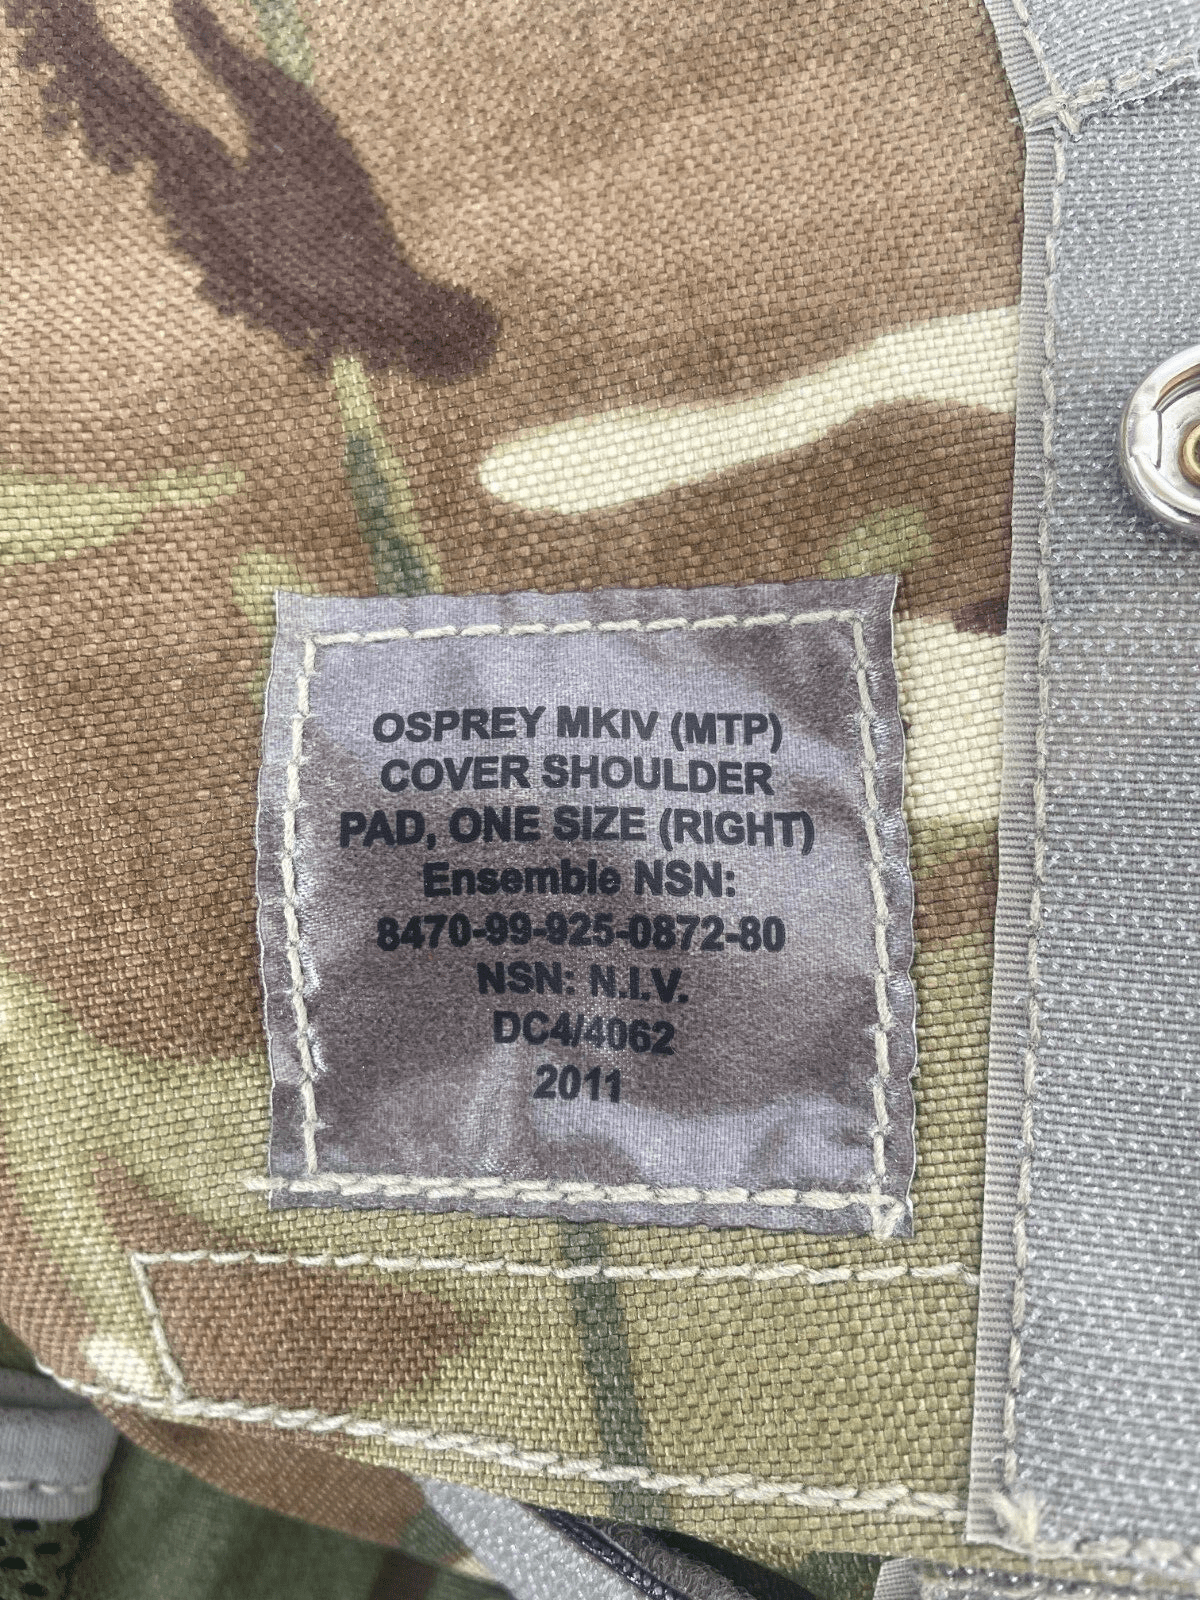 OSPREY MKIV (MTP)
COVER SHOULDER
PAD, ONE SIZE (RIGHT)
Ensemble NSN:
8470-99-925-0872-80
NSN: N.I.V.
DC4/4062
2011